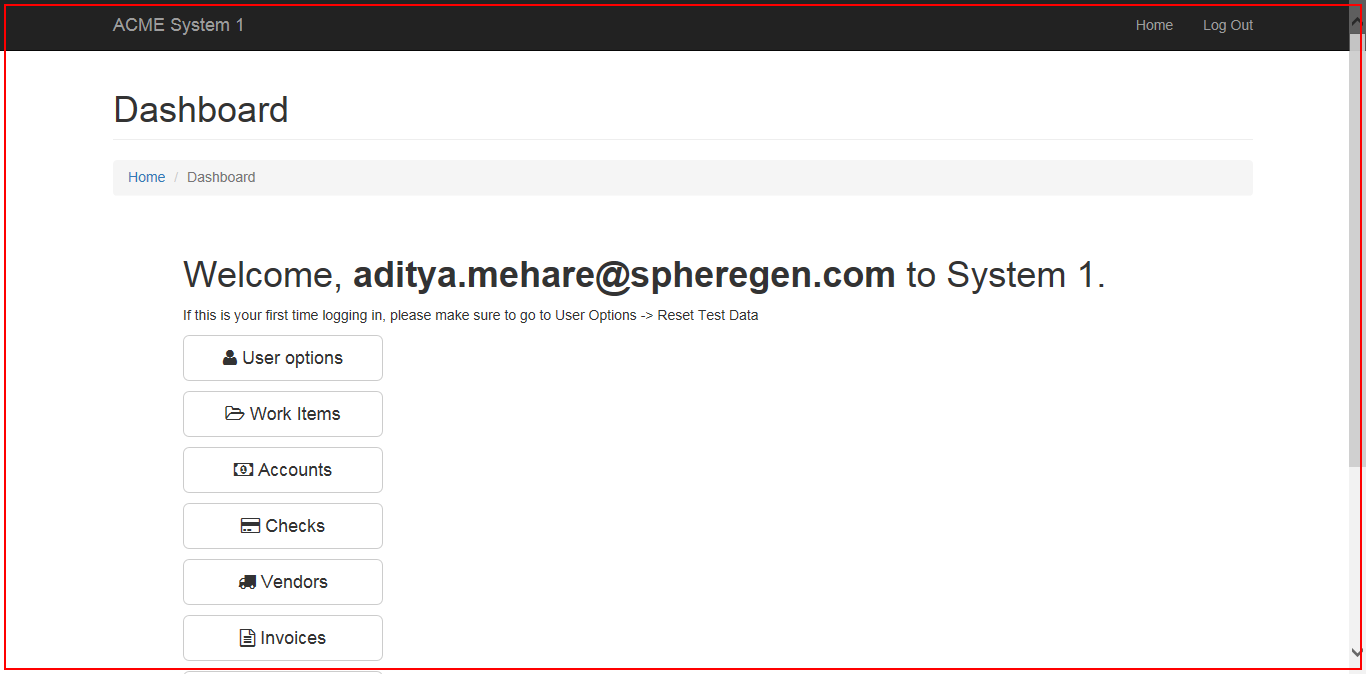 ACME System 1 Home Log Out
Dashboard
Home / Dashboard
Welcome, aditya.mehare@spheregen.com to System 1.
If this is your first time logging in, please make sure to go to User Options -> Reset Test Data
User options
Work Items
Accounts
Checks
Vendors
Invoices